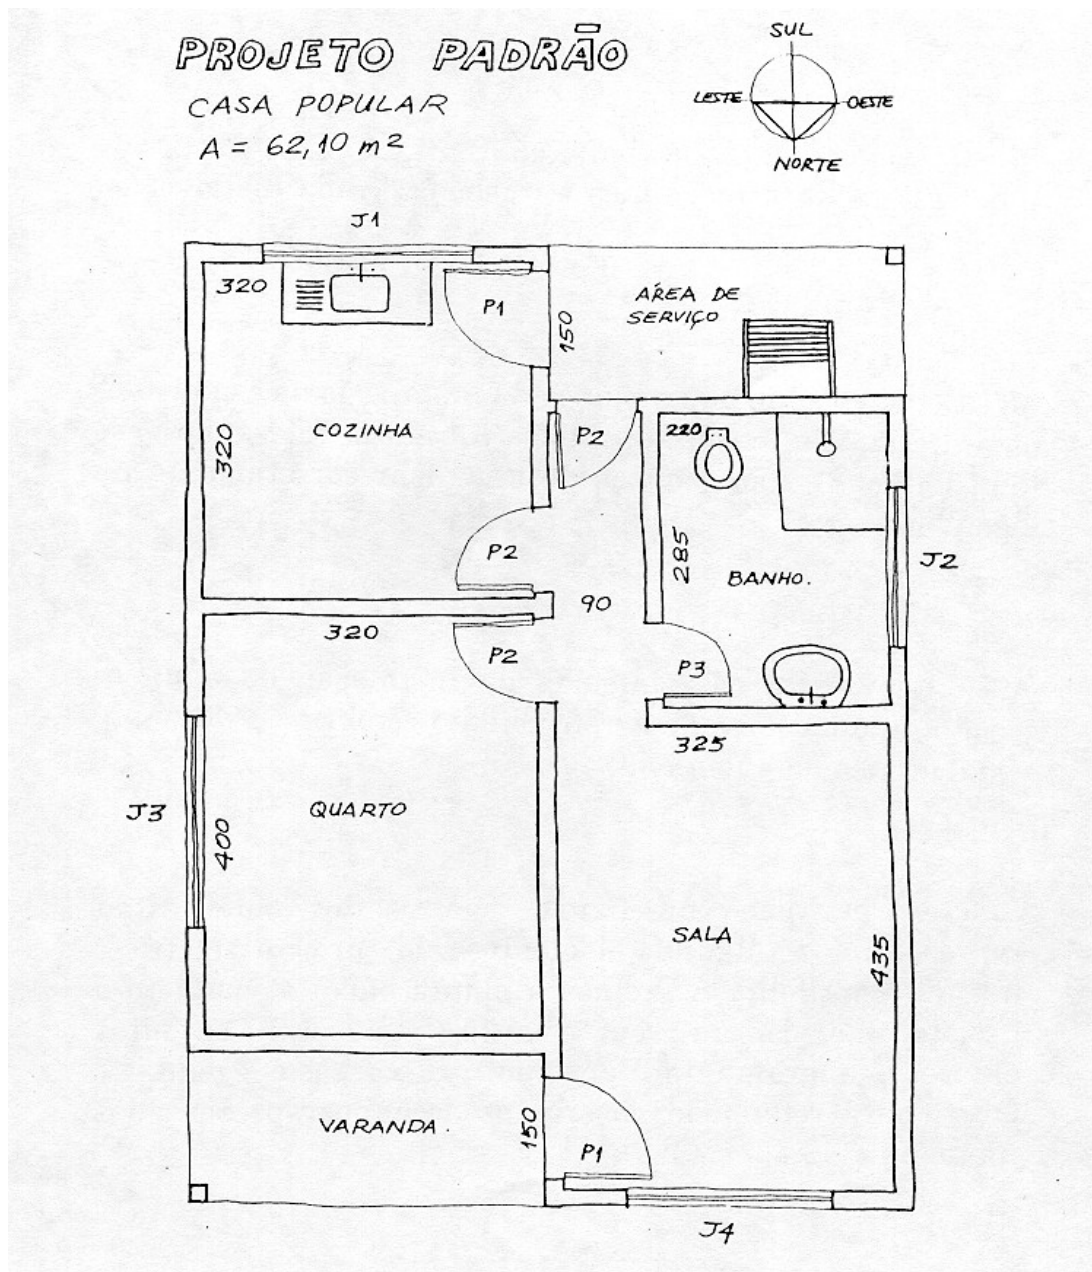 PROJETO PADRÃO
CASA POPULAR
A = 62,10 m²
SUL
LESTE
OESTE
NORTE
J1
320
P1
150
ÁREA DE
SERVIÇO
320
COZINHA
P2
220
285
BANHO.
J2
P2
90
320
P2
P3
325
J3
400
QUARTO
SALA
435
VARANDA.
150
P1
J4